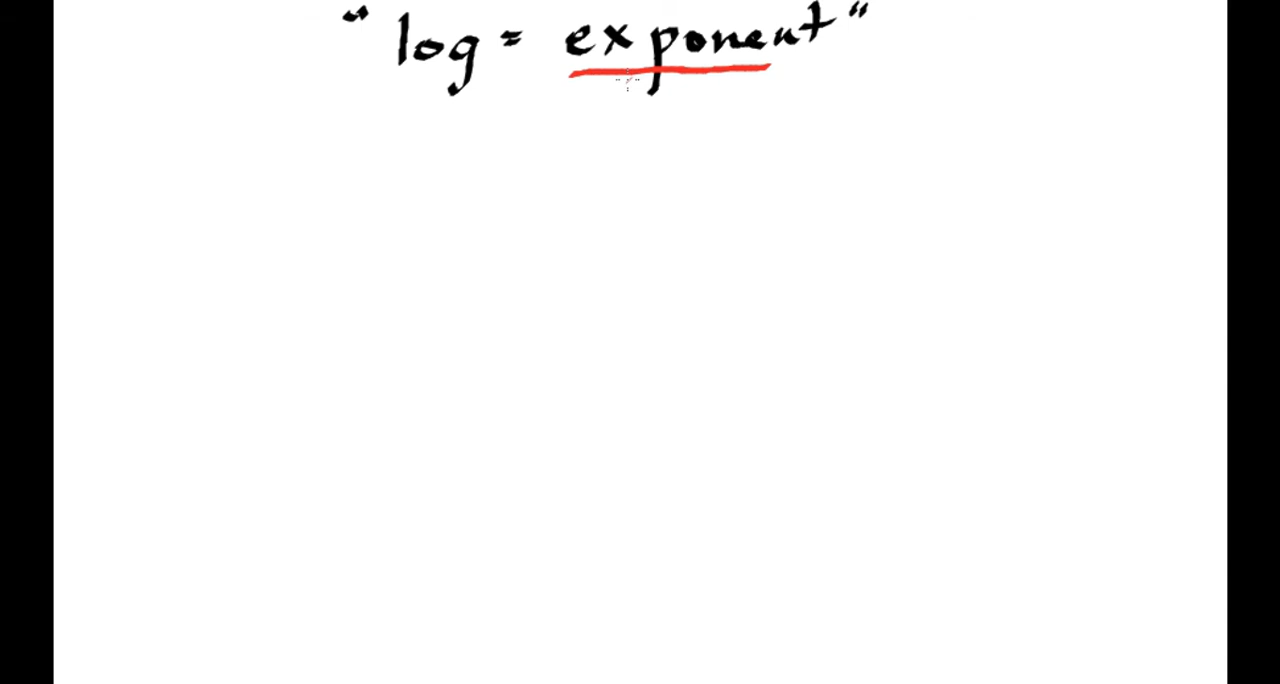 "log = exponent"